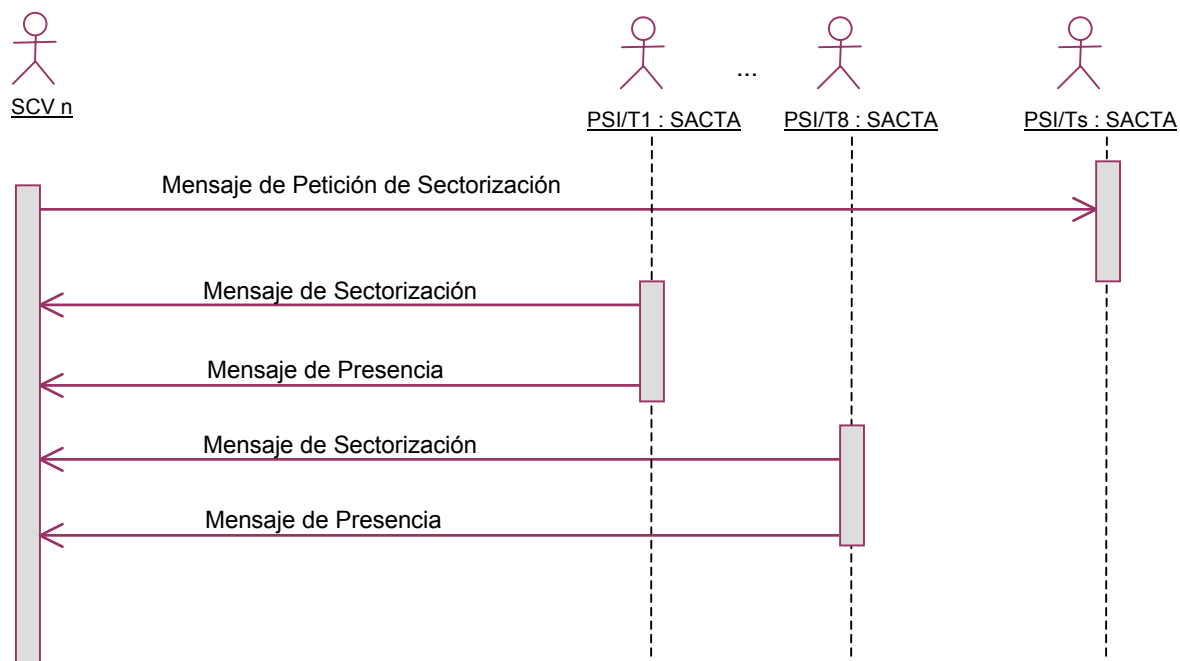 SCV n
...
PSI/T1 : SACTA
PSI/T8 : SACTA
PSI/Ts : SACTA
Mensaje de Petición de Sectorización
Mensaje de Sectorización
Mensaje de Presencia
Mensaje de Sectorización
Mensaje de Presencia